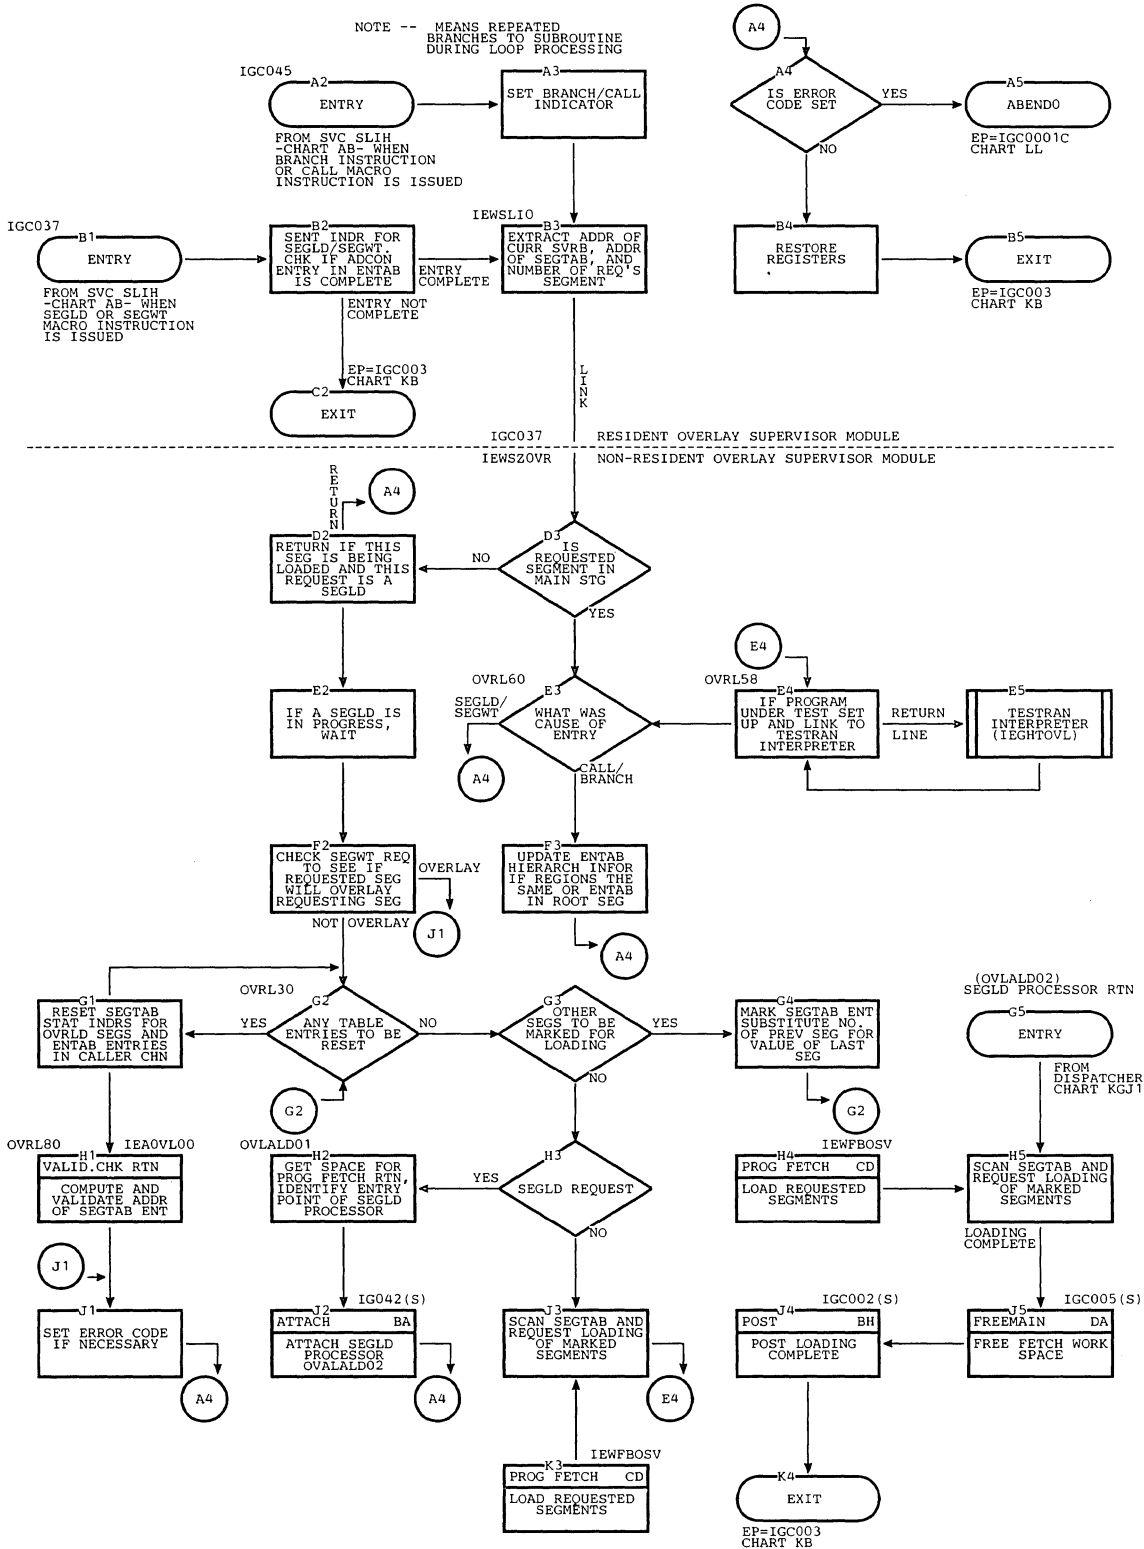 NOTE -- MEANS REPEATED
BRANCHES TO SUBROUTINE
DURING LOOP PROCESSING
A4
IGC045
A2
ENTRY
FROM SVC SLIH
-CHART AB- WHEN
BRANCH INSTRUCTION
OR CALL MACRO
INSTRUCTION IS ISSUED
A3
SET BRANCH/CALL
INDICATOR
A4
IS ERROR
CODE SET
YES
NO
A5
ABENDO
EP=IGC0001C
CHART LL
IGC037
B1
ENTRY
FROM SVC SLIH
-CHART AB- WHEN
SEGLD OR SEGWT
MACRO INSTRUCTION
IS ISSUED
B2
SENT INDR FOR
SEGLD/SEGWT.
CHK IF ADCON
ENTRY IN ENTAB
IS COMPLETE
ENTRY
COMPLETE
ENTRY NOT
COMPLETE
IEWSLIO
B3
EXTRACT ADDR OF
CURR SVRB, ADDR
OF SEGTAB, AND
NUMBER OF REQ'S
SEGMENT
B4
RESTORE
REGISTERS
B5
EXIT
EP=IGC003
CHART KB
EP=IGC003
CHART KB
C2
EXIT
LINK
IGC037 RESIDENT OVERLAY SUPERVISOR MODULE
IEWSZOVR NON-RESIDENT OVERLAY SUPERVISOR MODULE
RETURN
A4
D2
RETURN IF THIS
SEG IS BEING
LOADED AND THIS
REQUEST IS A
SEGLD
NO
D3
IS
REQUESTED
SEGMENT IN
MAIN STG
YES
E4
E2
IF A SEGLD IS
IN PROGRESS,
WAIT
OVRL60
SEGLD/
SEGWT
A4
E3
WHAT WAS
CAUSE OF
ENTRY
CALL/
BRANCH
OVRL58
E4
IF PROGRAM
UNDER TEST SET
UP AND LINK TO
TESTRAN
INTERPRETER
RETURN
LINE
E5
TESTRAN
INTERPRETER
(IEGHTOVL)
F2
CHECK SEGWT REQ
TO SEE IF
REQUESTED SEG
WILL OVERLAY
REQUESTING SEG
OVERLAY
J1
NOT OVERLAY
F3
UPDATE ENTAB
HIERARCH INFOR
IF REGIONS THE
SAME OR ENTAB
IN ROOT SEG
A4
G1
RESET SEGTAB
STAT INDRS FOR
OVRLD SEGS AND
ENTAB ENTRIES
IN CALLER CHN
YES
OVRL30
G2
ANY TABLE
ENTRIES TO BE
RESET
NO
G2
G3
OTHER
SEGS TO BE
MARKED FOR
LOADING
YES
NO
G4
MARK SEGTAB ENT
SUBSTITUTE NO.
OF PREV SEG FOR
VALUE OF LAST
SEG
G2
(OVLALD02)
SEGLD PROCESSOR RTN
G5
ENTRY
FROM
DISPATCHER
CHART KGJ1
OVRL80 IEAOVL00
H1
VALID.CHK RTN
COMPUTE AND
VALIDATE ADDR
OF SEGTAB ENT
OVLALD01
H2
GET SPACE FOR
PROG FETCH RTN,
IDENTIFY ENTRY
POINT OF SEGLD
PROCESSOR
YES
H3
SEGLD REQUEST
NO
IEWFBOSV
H4
PROG FETCH CD
LOAD REQUESTED
SEGMENTS
H5
SCAN SEGTAB AND
REQUEST LOADING
OF MARKED
SEGMENTS
LOADING
COMPLETE
J1
J1
SET ERROR CODE
IF NECESSARY
A4
IG042(S)
J2
ATTACH BA
ATTACH SEGLD
PROCESSOR
OVALALD02
A4
J3
SCAN SEGTAB AND
REQUEST LOADING
OF MARKED
SEGMENTS
E4
IGC002(S)
J4
POST BH
POST LOADING
COMPLETE
IGC005(S)
J5
FREEMAIN DA
FREE FETCH WORK
SPACE
IEWFBOSV
K3
PROG FETCH CD
LOAD REQUESTED
SEGMENTS
K4
EXIT
EP=IGC003
CHART KB